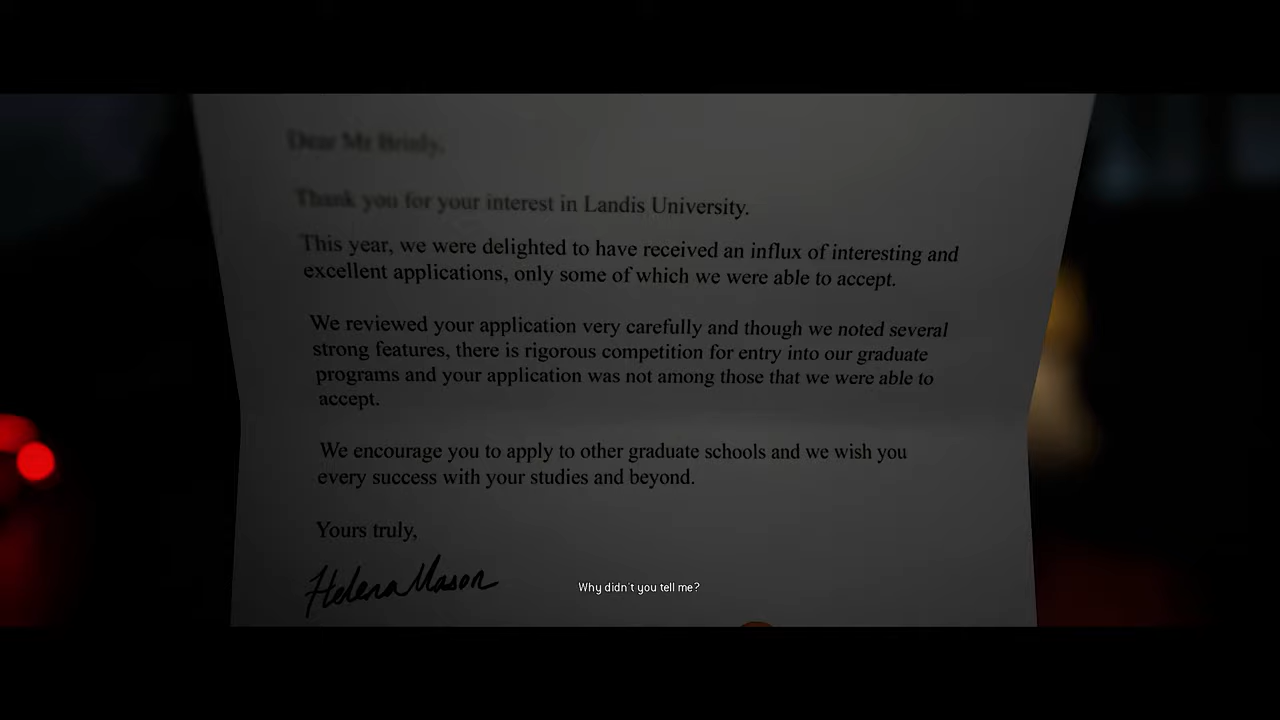 Dear Mr
Thank you for your interest in Landis University.
This year, we were delighted to have received an influx of interesting and
excellent applications, only some of which we were able to accept.
We reviewed your application very carefully and though we noted several
strong features, there is rigorous competition for entry into our graduate
programs and your application was not among those that we were able to
accept.
We encourage you to apply to other graduate schools and we wish you
every success with your studies and beyond.
Yours truly,
Helena Mason
Why didn't you tell me?